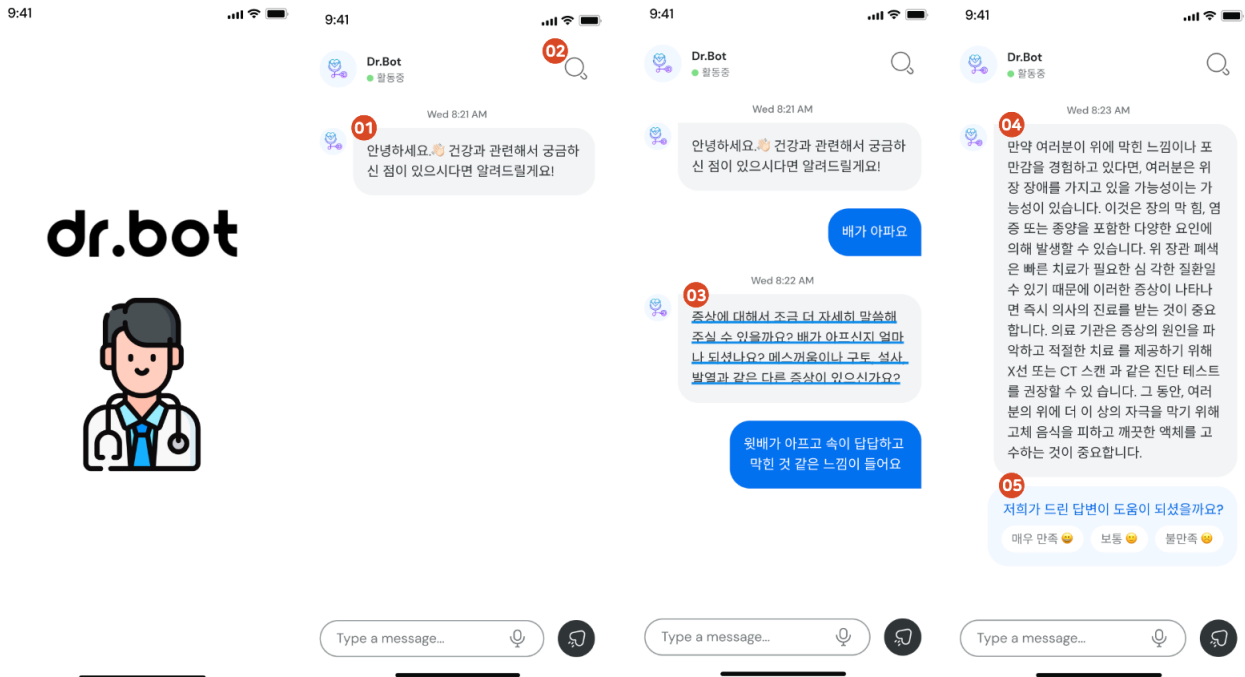 9:41
dr.bot
9:41
Dr.Bot
활동중
02
Wed 8:21 AM
01
안녕하세요.👋🏻 건강과 관련해서 궁금하
신 점이 있으시다면 알려드릴게요!
Type a message...
9:41
Dr.Bot
활동중
Wed 8:21 AM
안녕하세요.👋🏻 건강과 관련해서 궁금하
신 점이 있으시다면 알려드릴게요!
배가 아파요
Wed 8:22 AM
03
증상에 대해서 조금 더 자세히 말씀해
주실 수 있을까요? 배가 아프신지 얼마
나 되셨나요? 메스꺼움이나 구토, 설사,
발열과 같은 다른 증상이 있으신가요?
윗배가 아프고 속이 답답하고
막힌 것 같은 느낌이 들어요
Type a message...
9:41
Dr.Bot
활동중
Wed 8:23 AM
04
만약 여러분이 위에 막힌 느낌이나 포
만감을 경험하고 있다면, 여러분은 위
장 장애를 가지고 있을 가능성이는 가
능성이 있습니다. 이것은 장의 막 힘, 염
증 또는 종양을 포함한 다양한 요인에
의해 발생할 수 있습니다. 위 장관 폐색
은 빠른 치료가 필요한 심 각한 질환일
수 있기 때문에 이러한 증상이 나타나
면 즉시 의사의 진료를 받는 것이 중요
합니다. 의료 기관은 증상의 원인을 파
악하고 적절한 치료 를 제공하기 위해
X선 또는 CT 스캔 과 같은 진단 테스트
를 권장할 수 있 습니다. 그 동안, 여러
분의 위에 더 이 상의 자극을 막기 위해
고체 음식을 피하고 깨끗한 액체를 고
수하는 것이 중요합니다.
05
저희가 드린 답변이 도움이 되셨을까요?
매우 만족 😄 보통 🙂 불만족 🙁
Type a message...